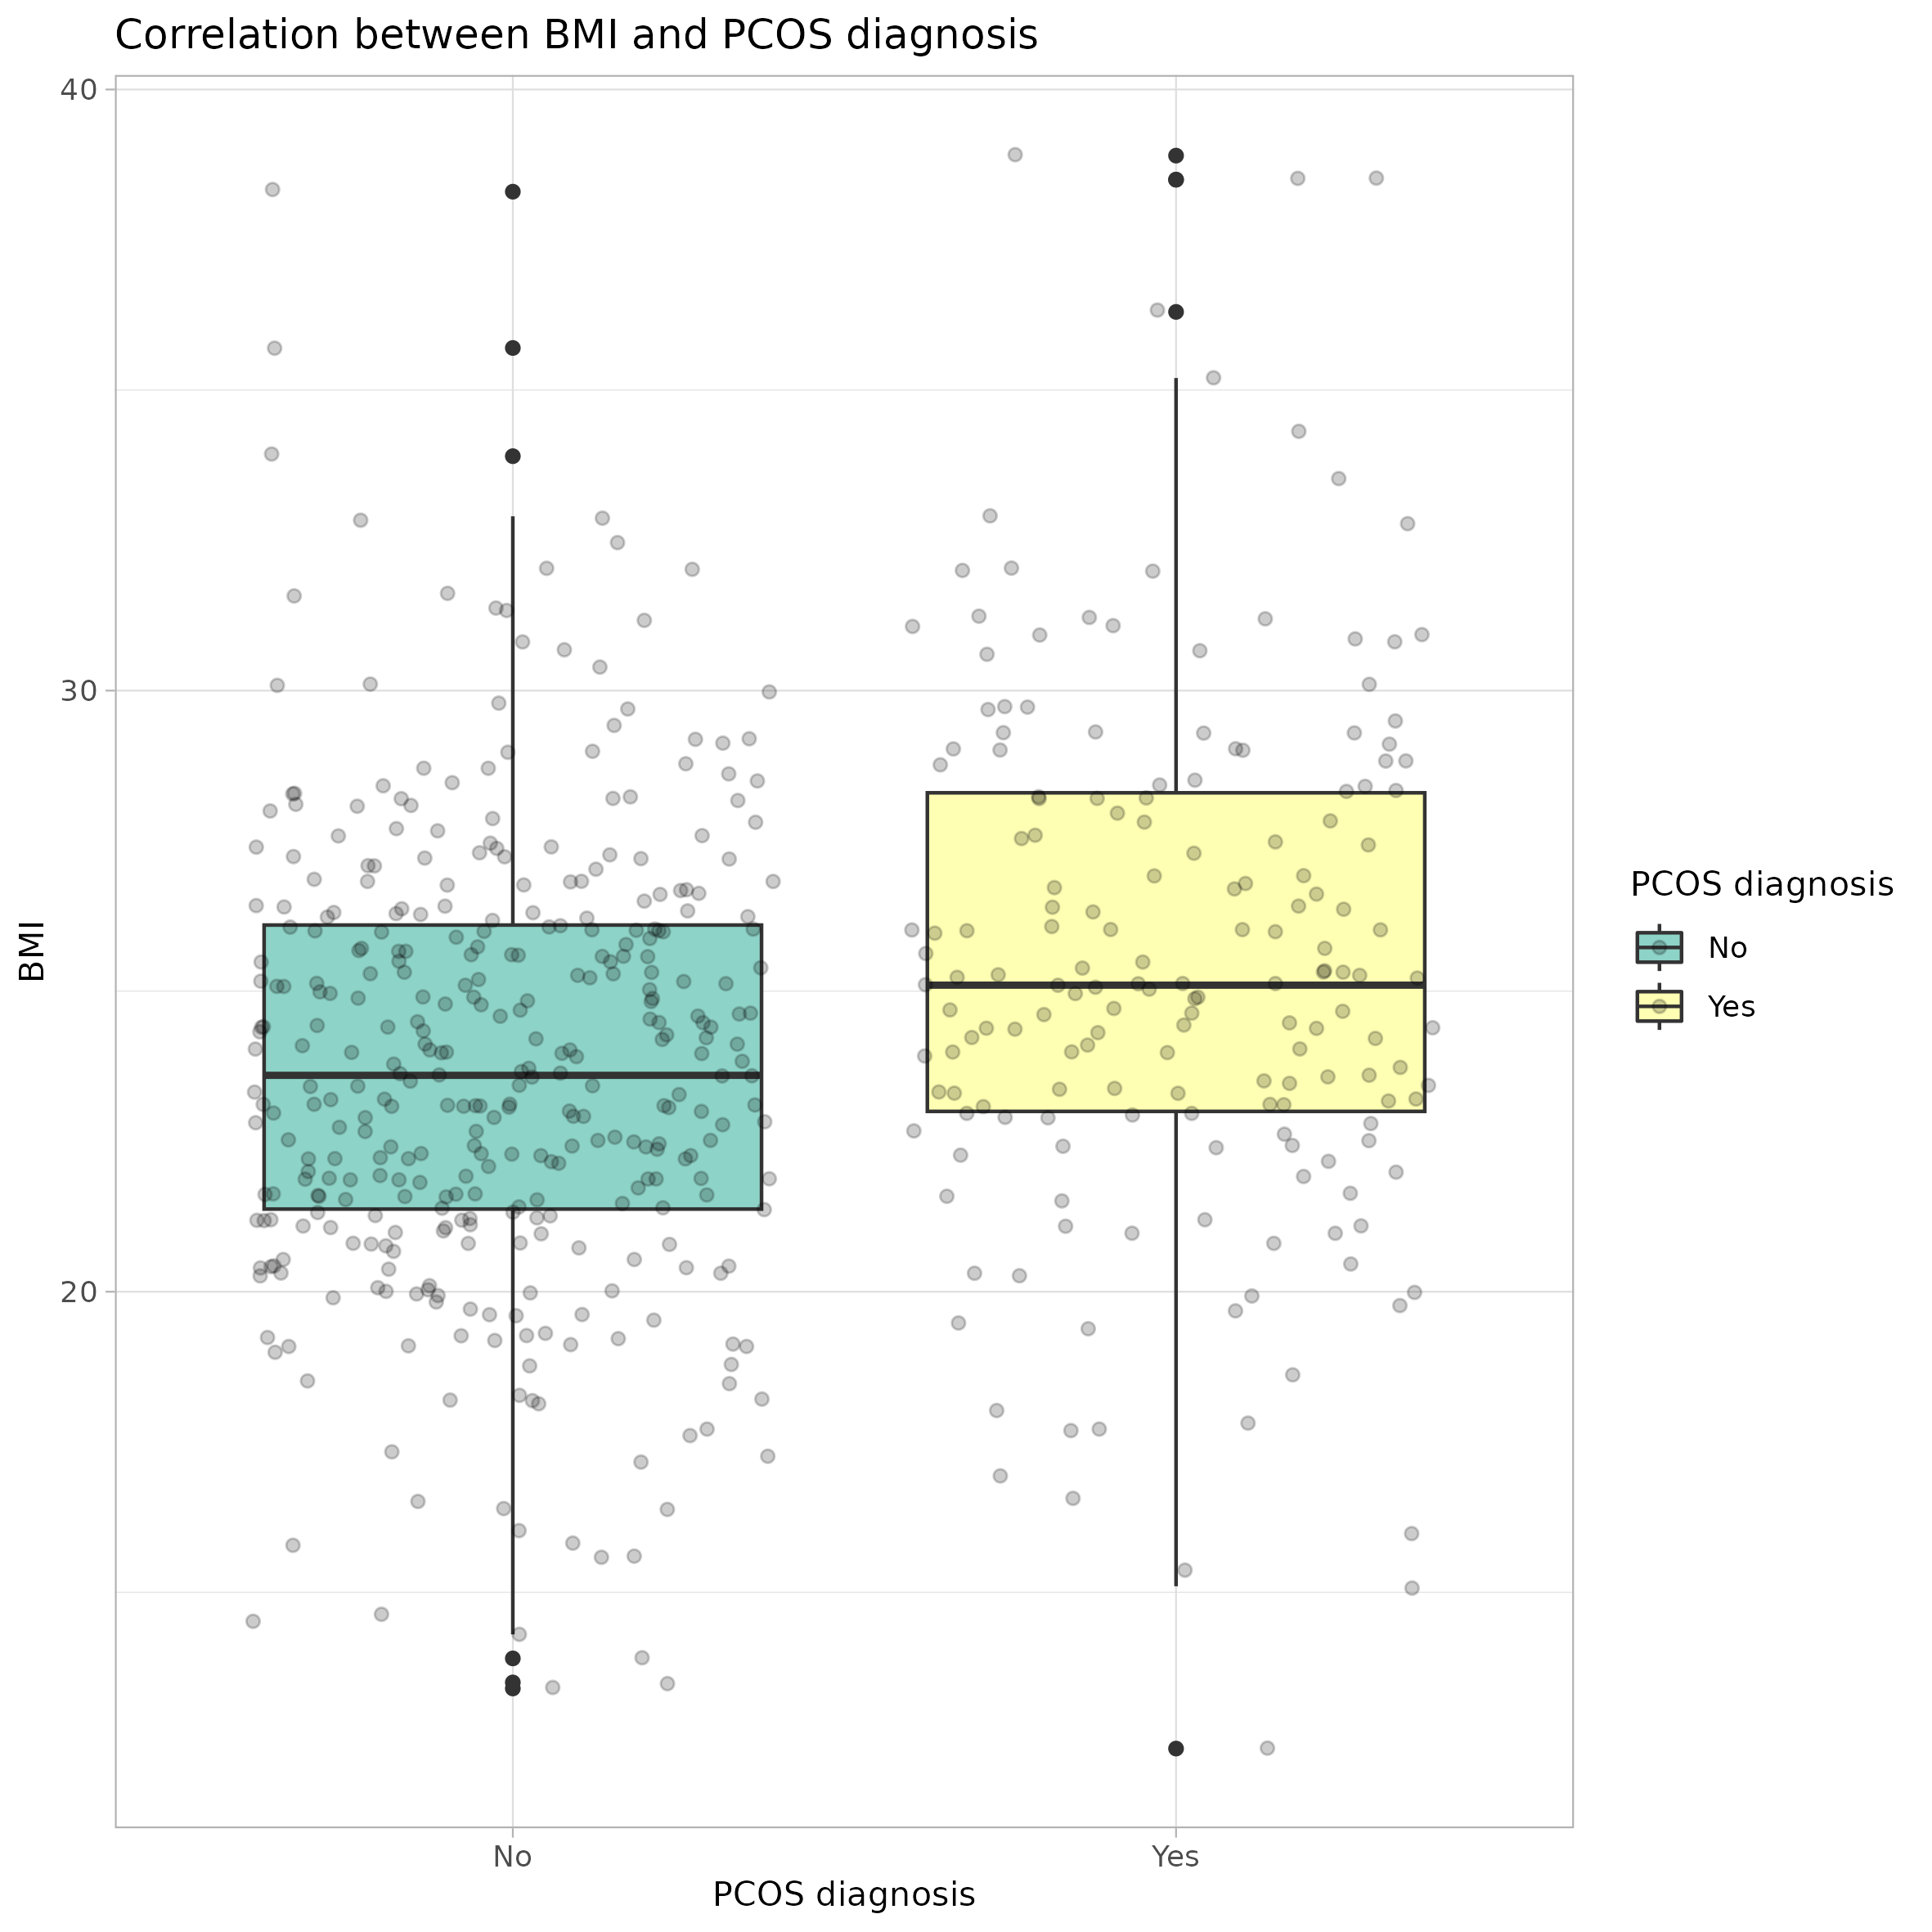 Correlation between BMI and PCOS diagnosis
40
30
20
BMI
No
Yes
PCOS diagnosis
PCOS diagnosis
No
Yes